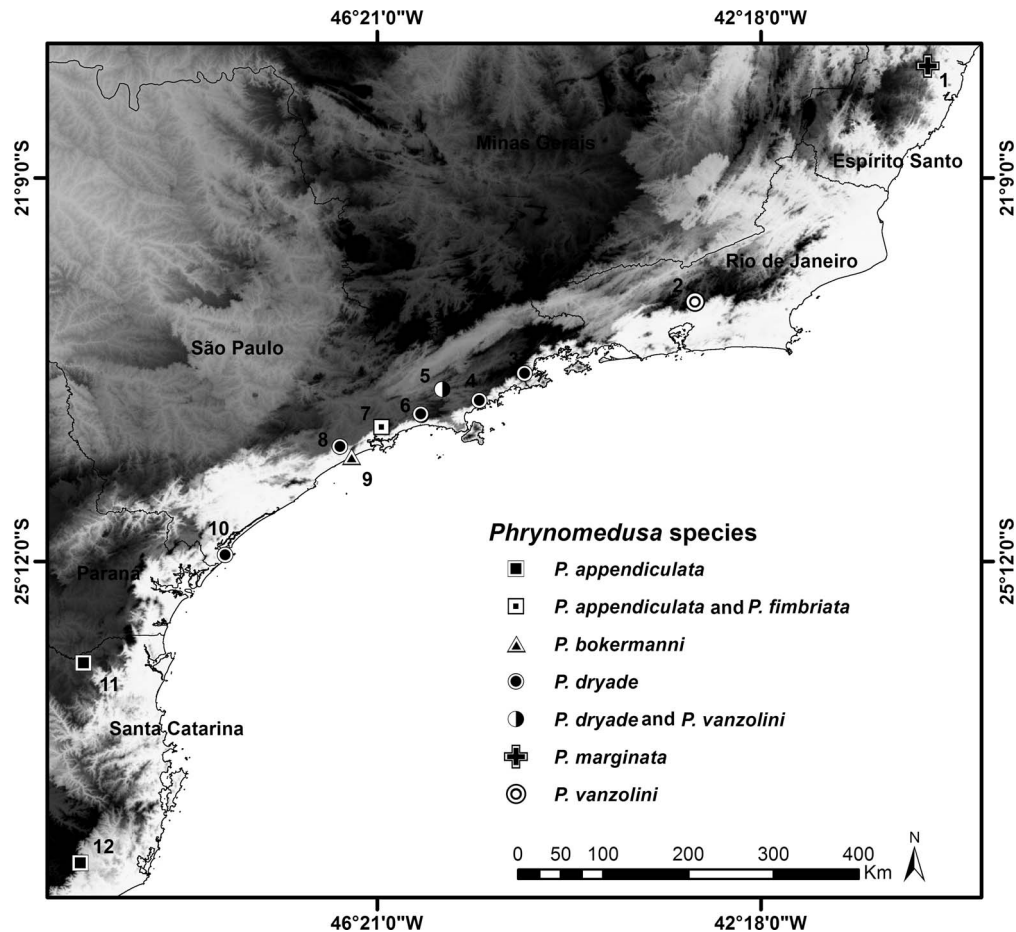 46°21'0"W 42°18'0"W
1
Minas Gerais
21°9'0"S Espírito Santo 21°9'0"S
Rio de Janeiro
2
São Paulo
3
5 4
6
7
8
9
10
25°12'0"S 25°12'0"S
Phrynomedusa species
P. appendiculata
Paraná
P. appendiculata and P. fimbriata
P. bokermanni
P. dryade
11
Santa Catarina
P. dryade and P. vanzolini
P. marginata
P. vanzolini
12
N
0 50 100 200 300 400
Km
46°21'0"W 42°18'0"W